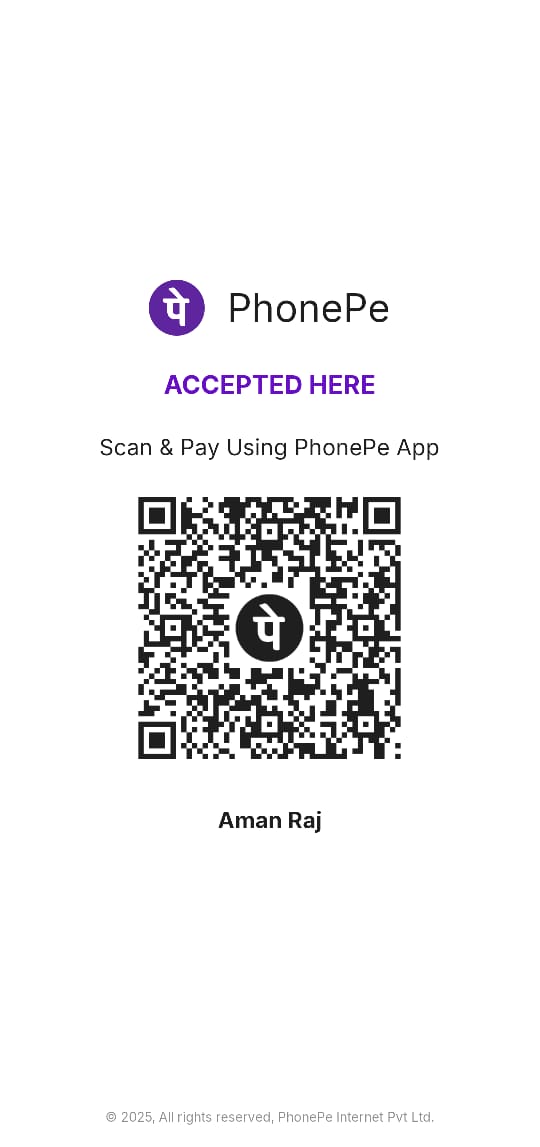 पे PhonePe
ACCEPTED HERE
Scan & Pay Using PhonePe App
पे
Aman Raj
© 2025, All rights reserved, PhonePe Internet Pvt Ltd.